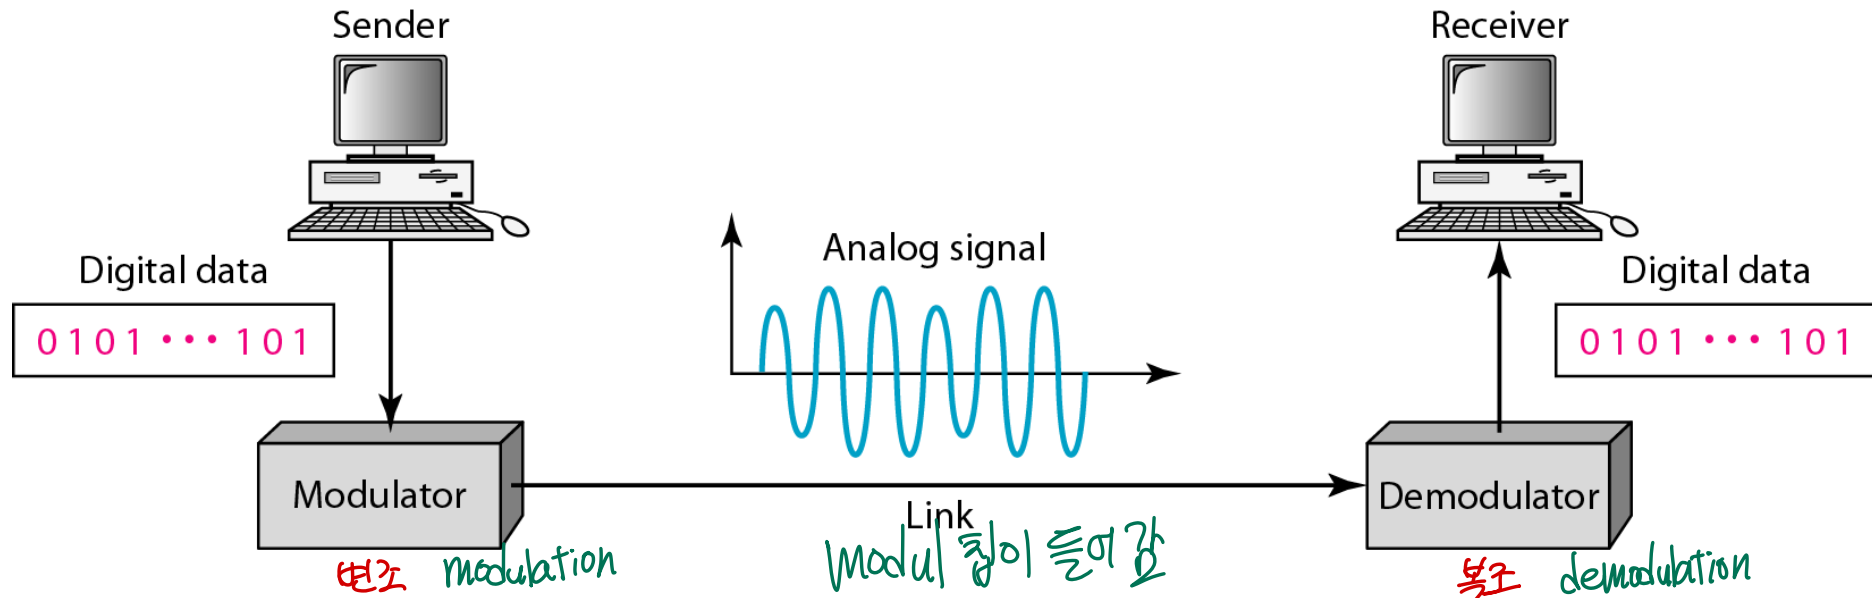 Sender
Receiver
Analog signal
Digital data
Digital data
0101 ··· 101
0101 ··· 101
Modulator
Demodulator
Link
변조 modulation
modul 칩이 들어감
복조 demodulation